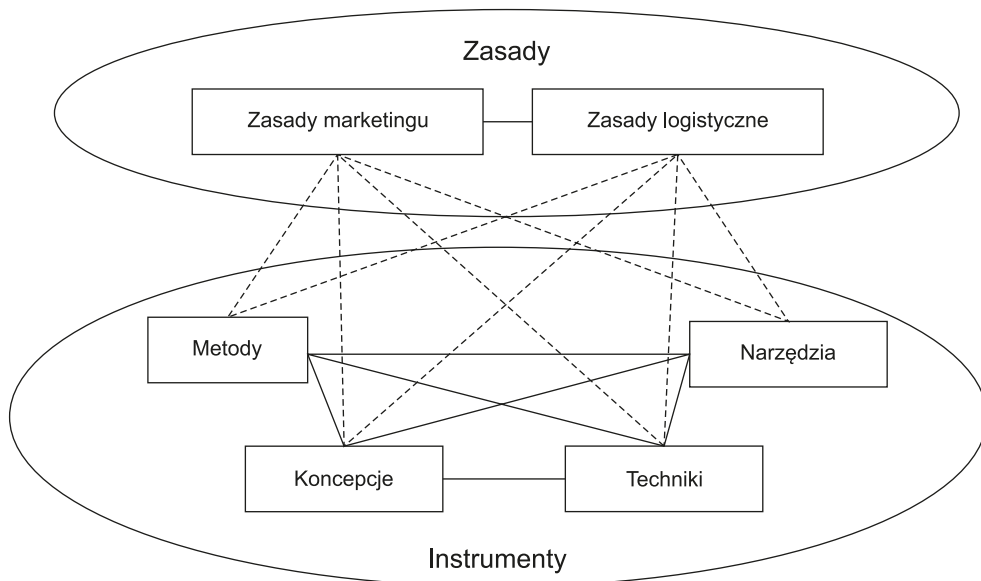 Zasady
Zasady marketingu
Zasady logistyczne
Metody
Narzędzia
Koncepcje
Techniki
Instrumenty